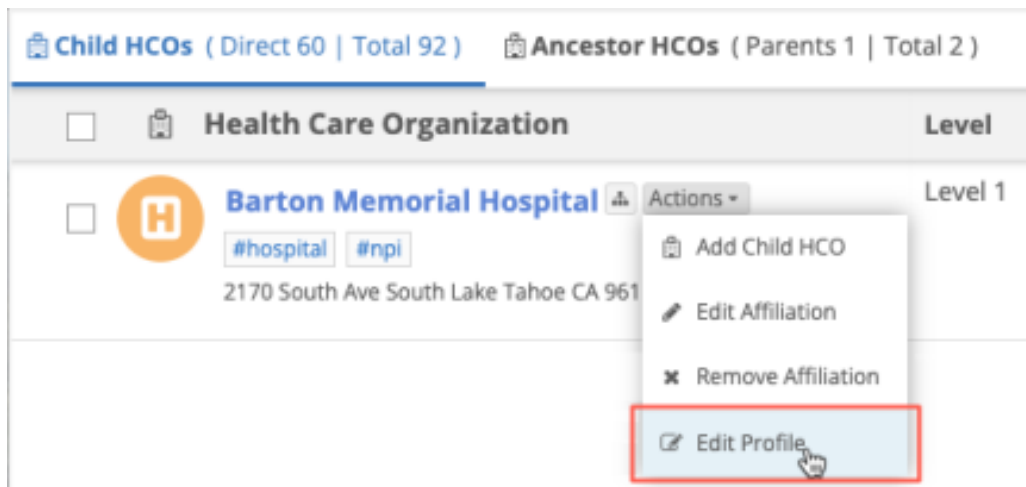 Child HCOs ( Direct 60 | Total 92 ) Ancestor HCOs ( Parents 1 | Total 2 )
Health Care Organization Level
Barton Memorial Hospital Actions Level 1
#hospital #npi
Add Child HCO
2170 South Ave South Lake Tahoe CA 961
Edit Affiliation
Remove Affiliation
Edit Profile